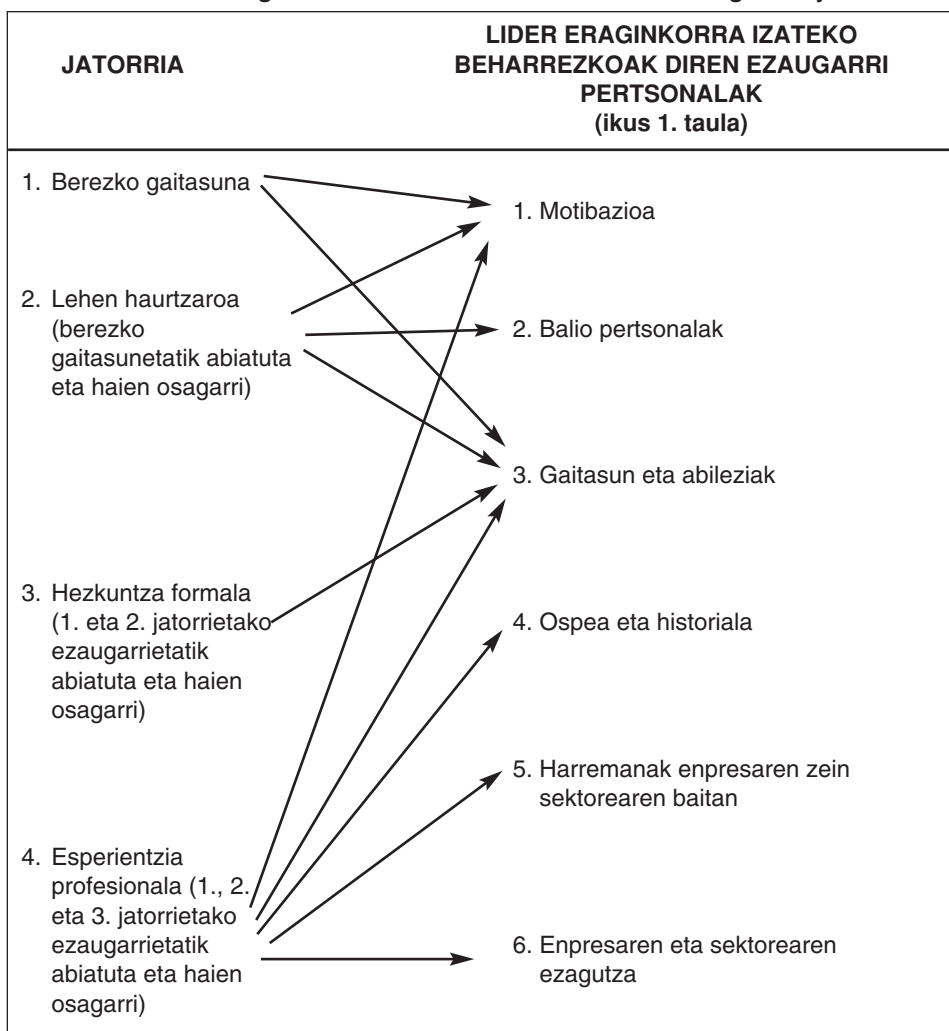 JATORRIA
LIDER ERAGINKORRA IZATEKO
BEHARREZKOAK DIREN EZAUGARRI
PERTSONALAK
(ikus 1. taula)
1. Berezko gaitasuna
2. Lehen haurtzaroa
(berezko
gaitasunetatik abiatuta
eta haien osagarri)
3. Hezkuntza formala
(1. eta 2. jatorrietako
ezaugarrietatik
abiatuta eta haien
osagarri)
4. Esperientzia
profesionala (1., 2.
eta 3. jatorrietako
ezaugarrietatik
abiatuta eta haien
osagarri)
1. Motibazioa
2. Balio pertsonalak
3. Gaitasun eta abileziak
4. Ospea eta historiala
5. Harremanak enpresaren zein
sektorearen baitan
6. Enpresaren eta sektorearen
ezagutza